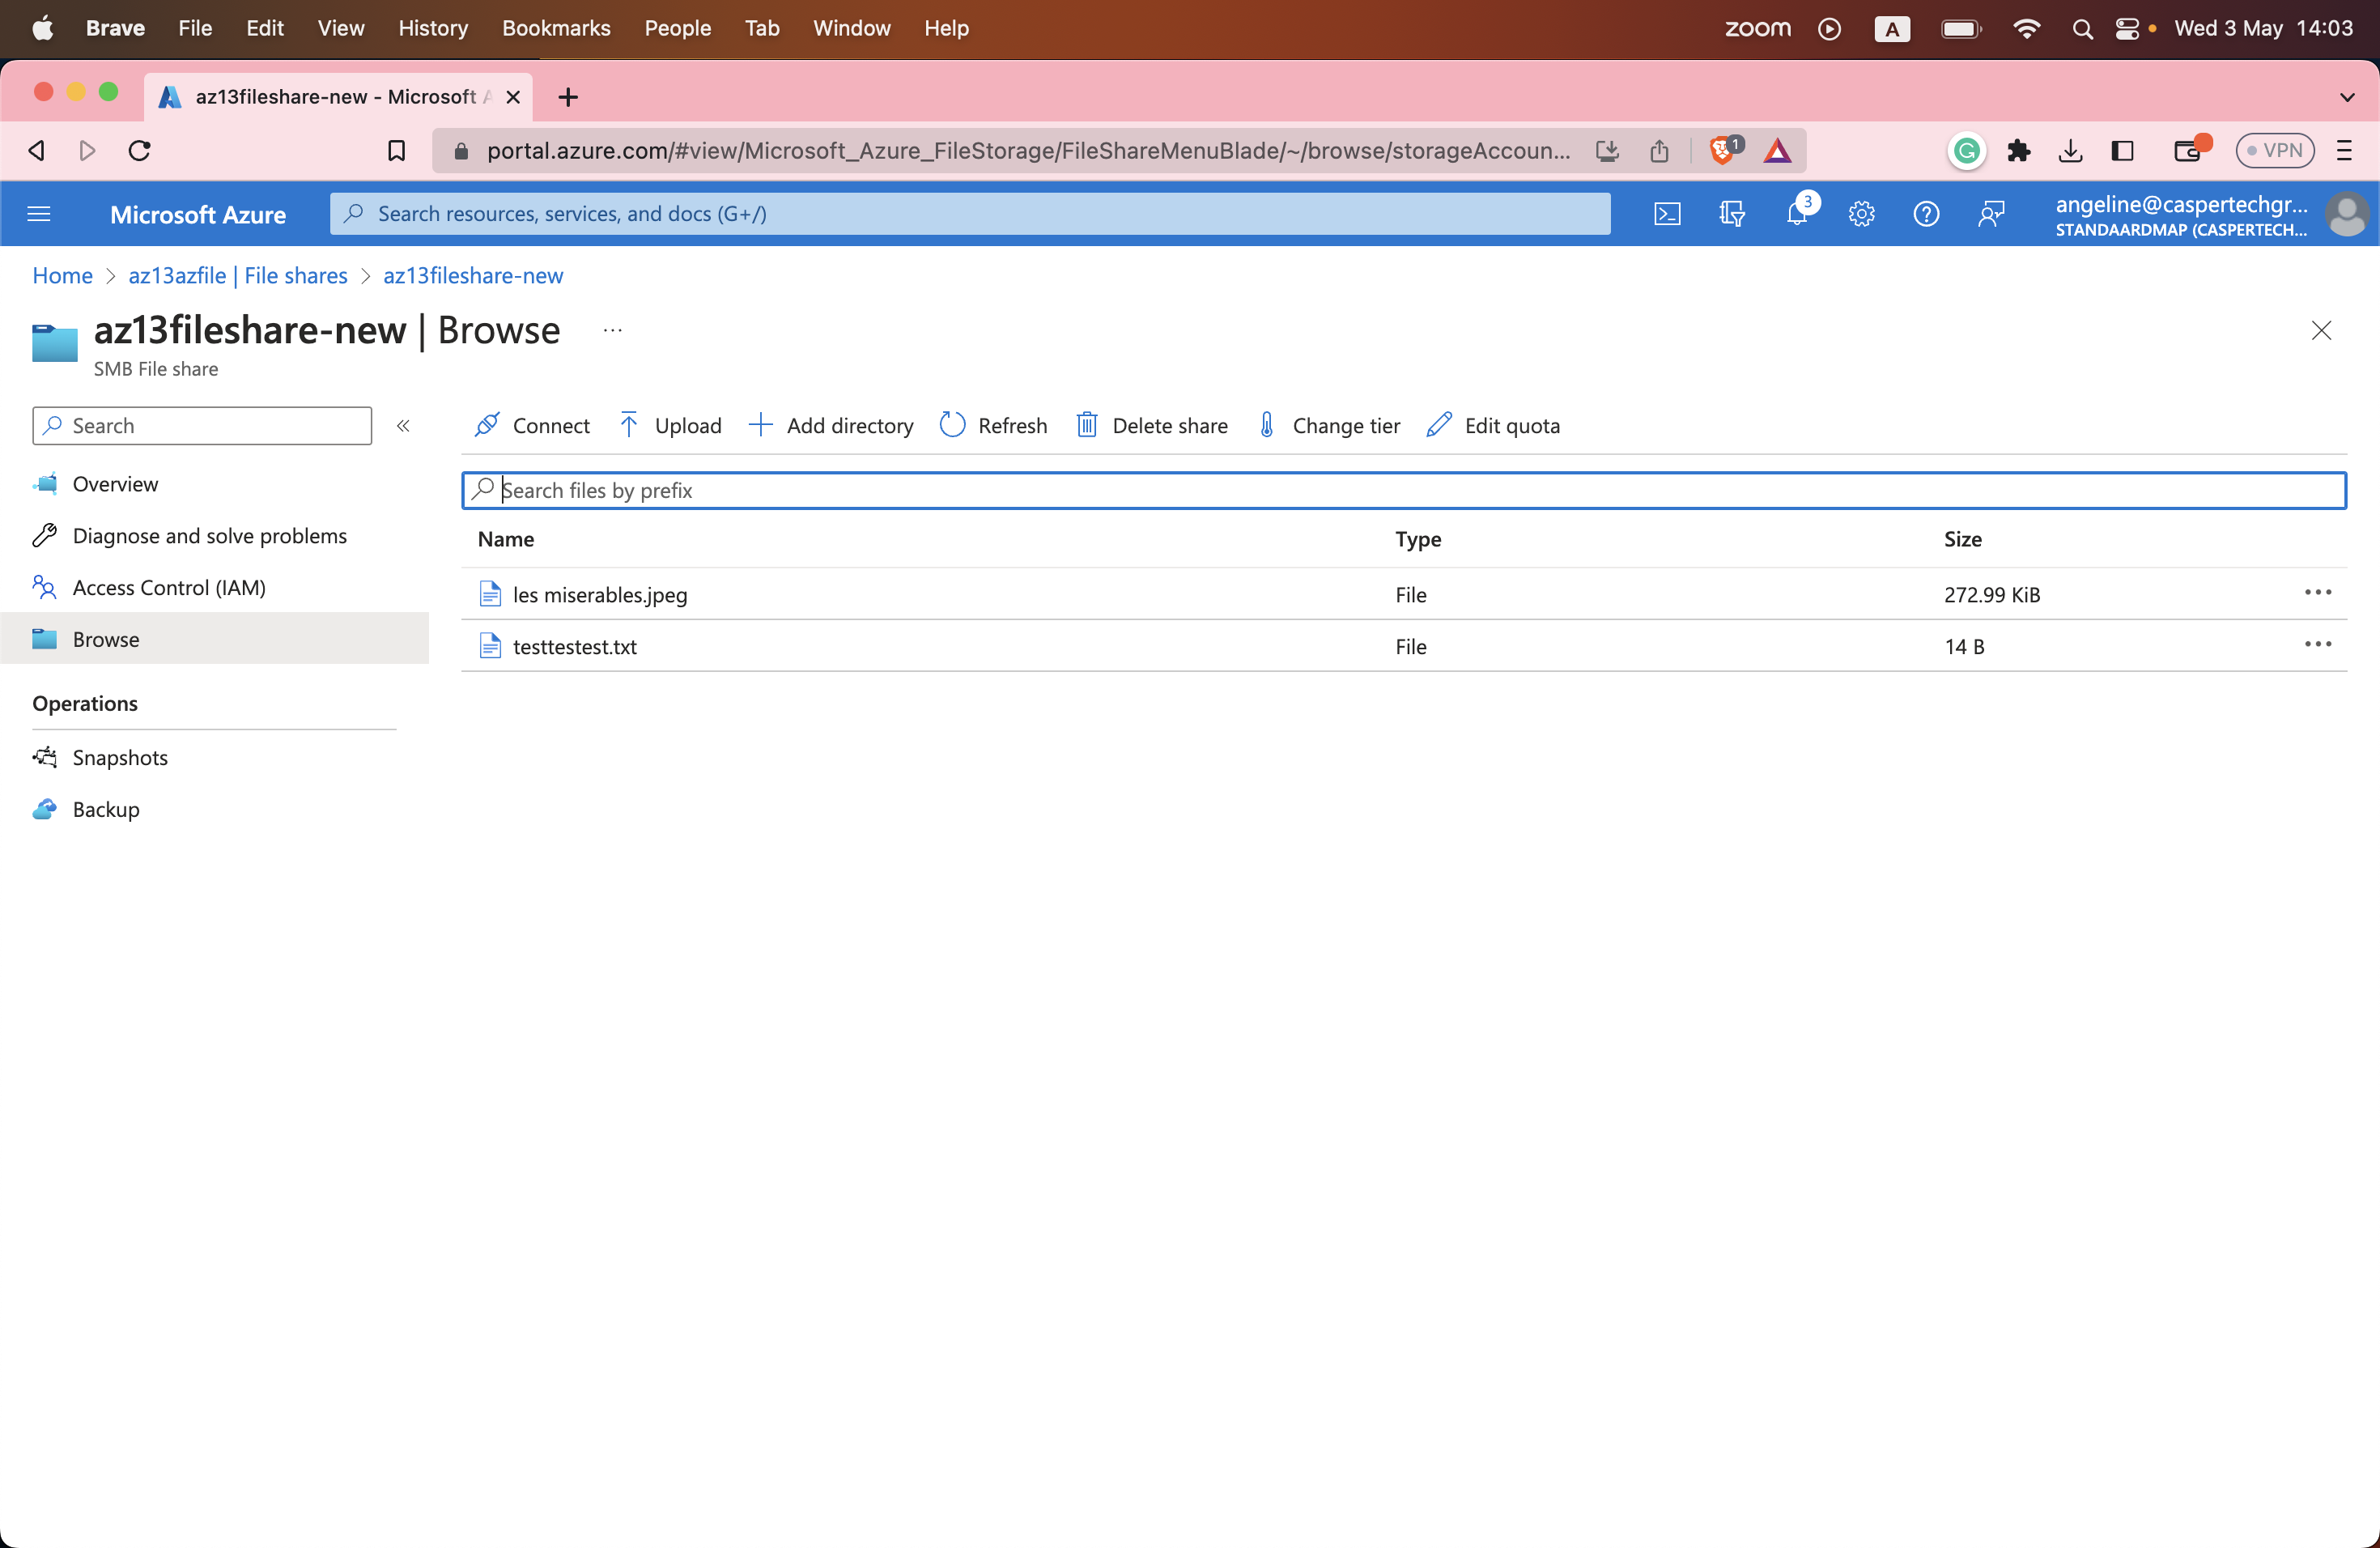 Brave File Edit View History Bookmarks People Tab Window Help zoom A Wed 3 May 14:03
az13fileshare-new - Microsoft A
portal.azure.com/#view/Microsoft_Azure_FileStorage/FileShareMenuBlade/~/browse/storageAccoun... 1 G VPN
Microsoft Azure Search resources, services, and docs (G+/) 3 angeline@caspertechgr...
STANDAARDMAP (CASPERTECH...
Home > az13azfile | File shares > az13fileshare-new
az13fileshare-new | Browse ...
SMB File share
Search «
Connect Upload Add directory Refresh Delete share Change tier Edit quota
Overview
Diagnose and solve problems
Access Control (IAM)
Browse
Operations
Snapshots
Backup
Search files by prefix
Name Type Size
les miserables.jpeg File 272.99 KiB ...
testtestest.txt File 14 B ...